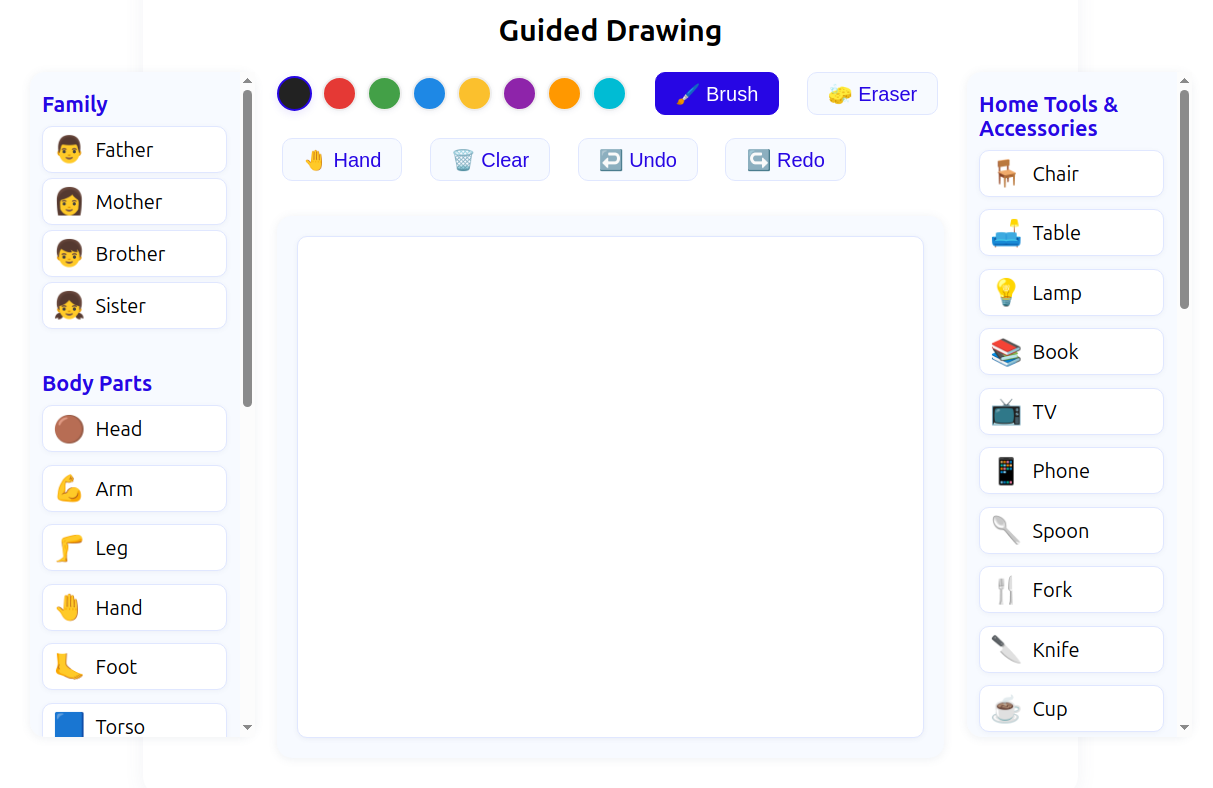 Guided Drawing
Brush
Eraser
Hand
Clear
Undo
Redo
Family
Father
Mother
Brother
Sister
Body Parts
Head
Arm
Leg
Hand
Foot
Torso
Home Tools &
Accessories
Chair
Table
Lamp
Book
TV
Phone
Spoon
Fork
Knife
Cup